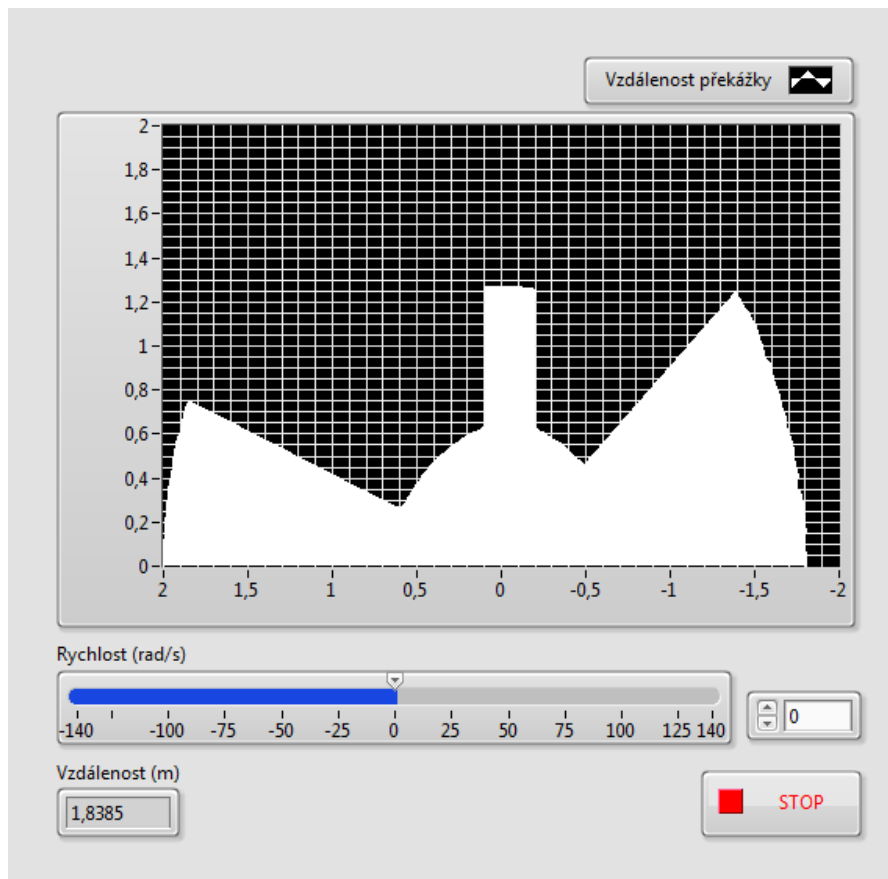 Vzdálenost překážky
2
1,8
1,6
1,4
1,2
1
0,8
0,6
0,4
0,2
0
2 1,5 1 0,5 0 -0,5 -1 -1,5 -2
Rychlost (rad/s)
-140 -100 -75 -50 -25 0 25 50 75 100 125 140
0
Vzdálenost (m)
1,8385
STOP